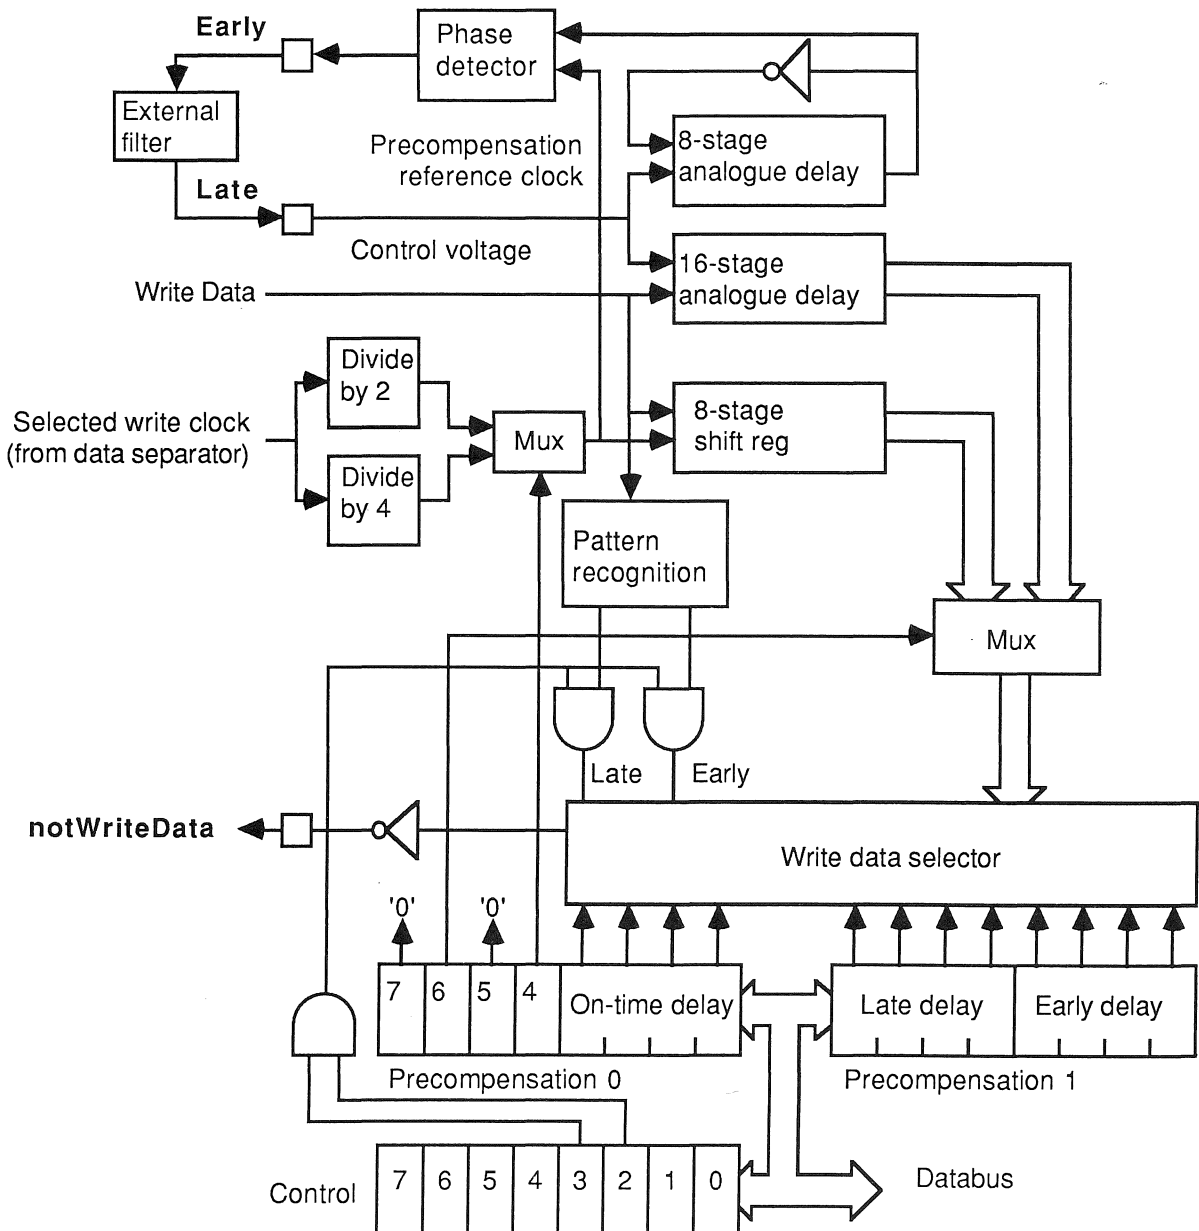 Early
Phase
detector
External
filter
8-stage
analogue delay
Precompensation
reference clock
Late
Control voltage
16-stage
analogue delay
Write Data
Divide
by 2
Selected write clock
(from data separator)
Mux
8-stage
shift reg
Divide
by 4
Pattern
recognition
Mux
Late
Early
notWriteData
Write data selector
'0'
'0'
7
6
5
4
On-time delay
Late delay
Early delay
Precompensation 0
Precompensation 1
Control
7
6
5
4
3
2
1
0
Databus